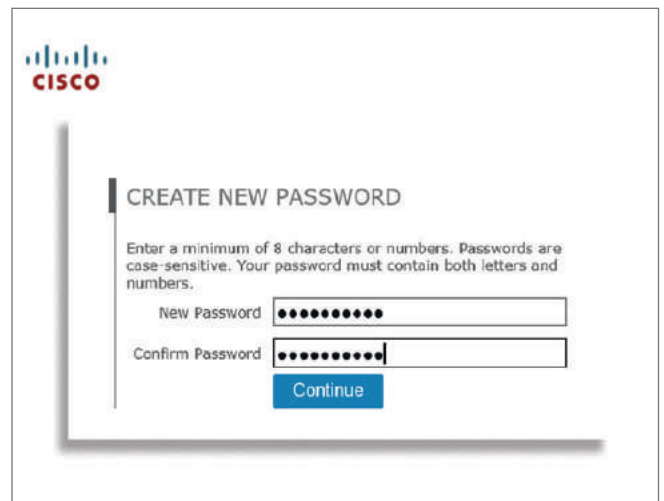 CISCO
CREATE NEW PASSWORD
Enter a minimum of 8 characters or numbers. Passwords are
case-sensitive. Your password must contain both letters and
numbers.
New Password ●●●●●●●●●●
Confirm Password ●●●●●●●●●●
Continue